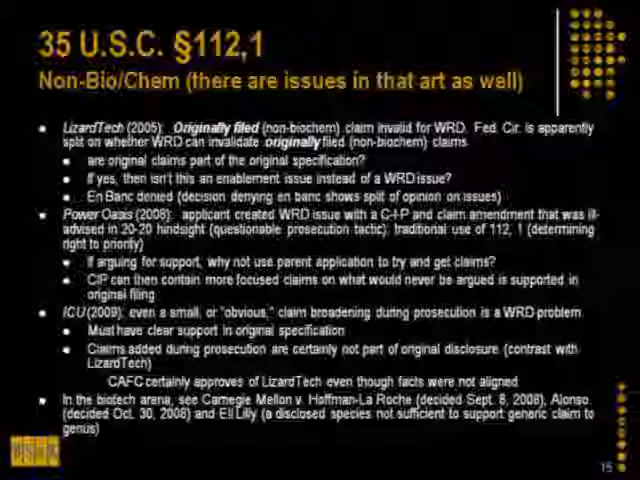 35 U.S.C. §112,1
Non-Bio/Chem (there are issues in that art as well)
LizardTech (2005): Originally filed (non-biochem) claim invalid for WRD. Fed. Cir. is apparently
split on whether WRD can invalidate originally filed (non-biochem) claims
are original claims part of the original specification?
If yes, then isn't this an enablement issue instead of a WRD issue?
En Banc denied (decision denying en banc shows split of opinion on issues)
Power Oasis (2008): applicant created WRD issue with a C-I-P and claim amendment that was ill-
advised in 20-20 hindsight (questionable prosecution tactic); traditional use of 112, 1 (determining
right to priority)
If arguing for support, why not use parent application to try and get claims?
CIP can then contain more focused claims on what would never be argued is supported in
original filing
ICU (2009): even a small, or "obvious," claim broadening during prosecution is a WRD problem
Must have clear support in original specification
Claims added during prosecution are certainly not part of original disclosure (contrast with
LizardTech)
CAFC certainly approves of LizardTech even though facts were not aligned
In the biotech arena, see Carnegie Mellon v. Hoffman-La Roche (decided Sept. 8, 2008), Alonso
(decided Oct. 30, 2008) and Eli Lilly (a disclosed species not sufficient to support generic claim to
genus)
15